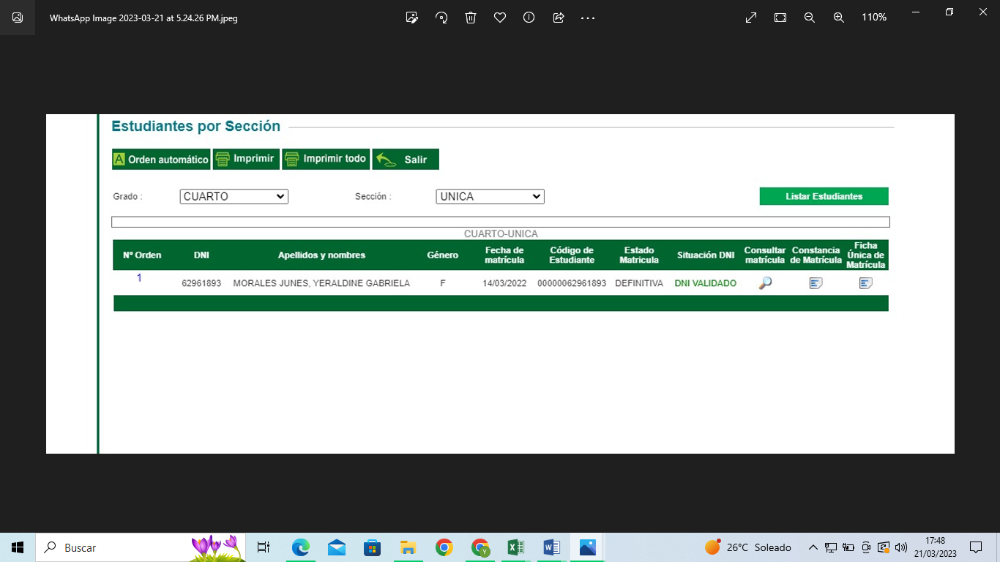 WhatsApp Image 2023-03-21 at 5.24.26 PM.jpeg
110%
Estudiantes por Sección
A Orden automático Imprimir Imprimir todo Salir
Grado : CUARTO Sección : UNICA Listar Estudiantes
CUARTO-UNICA
Nº Orden DNI Apellidos y nombres Género Fecha de matrícula Código de Estudiante Estado Matricula Situación DNI Consultar matrícula Constancia de Matrícula Ficha Única de Matrícula
1 62961893 MORALES JUNES, YERALDINE GABRIELA F 14/03/2022 00000062961893 DEFINITIVA DNI VALIDADO
Buscar
Y
26°C Soleado
17:48
21/03/2023